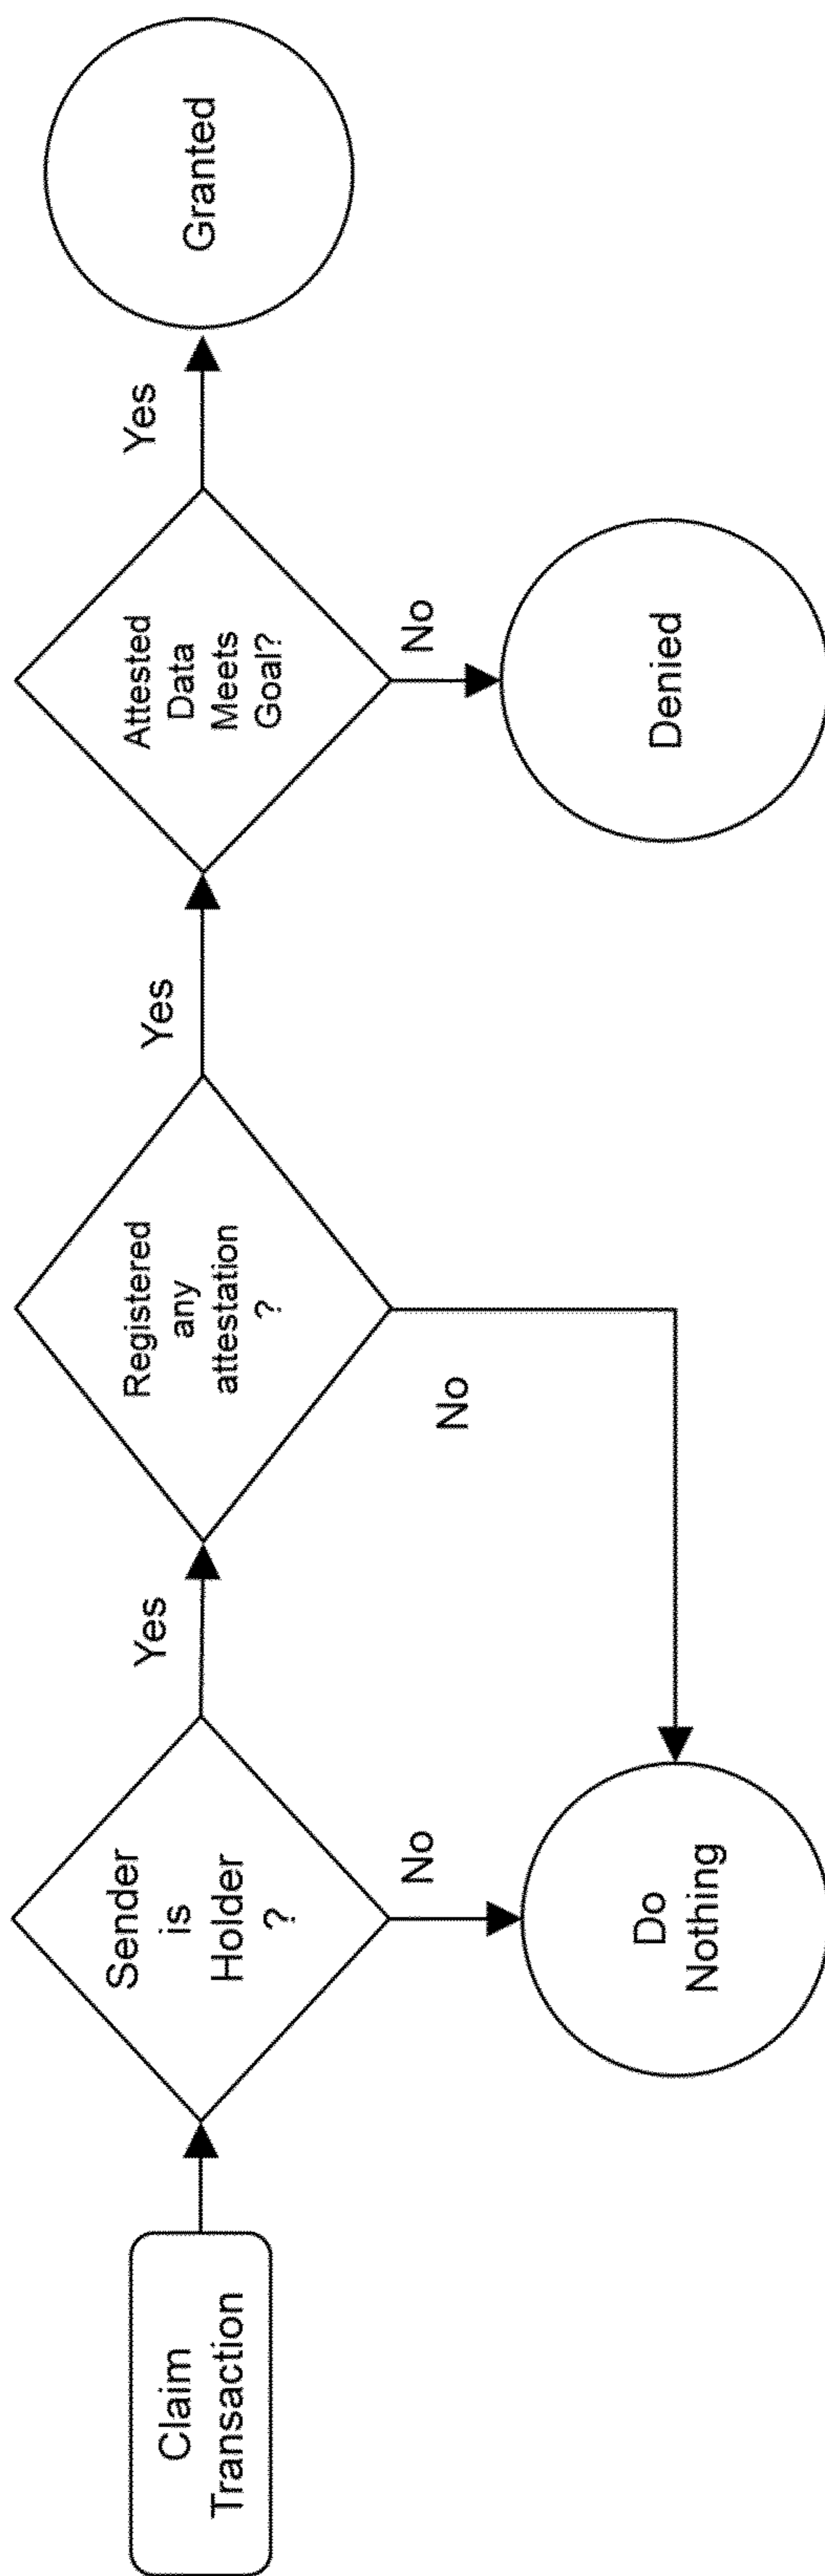 Claim
Transaction
Sender
is
Holder
?
Yes
No
Do
Nothing
Registered
any
attestation
?
Yes
No
Attested
Data
Meets
Goal?
Yes
No
Denied
Granted